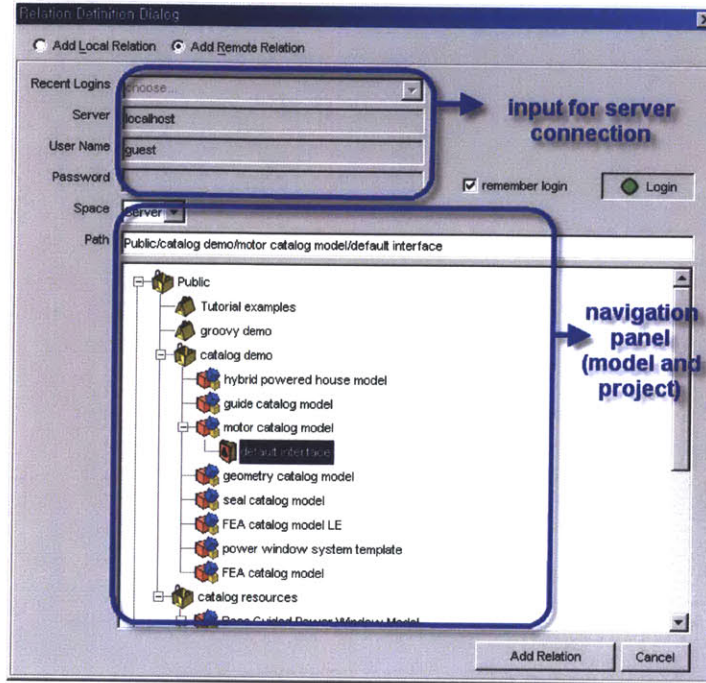 Relation Definition Dialog
Add Local Relation Add Remote Relation
Recent Logins choose...
Server localhost
User Name guest
Password
remember login Login
Space Server
Path Public/catalog demo/motor catalog model/default interface
input for server
connection
Public
Tutorial examples
groovy demo
catalog demo
hybrid powered house model
guide catalog model
motor catalog model
default interface
geometry catalog model
seal catalog model
FEA catalog model LE
power window system template
FEA catalog model
catalog resources
Guided Power Window Model
navigation
panel
(model and
project)
Add Relation Cancel